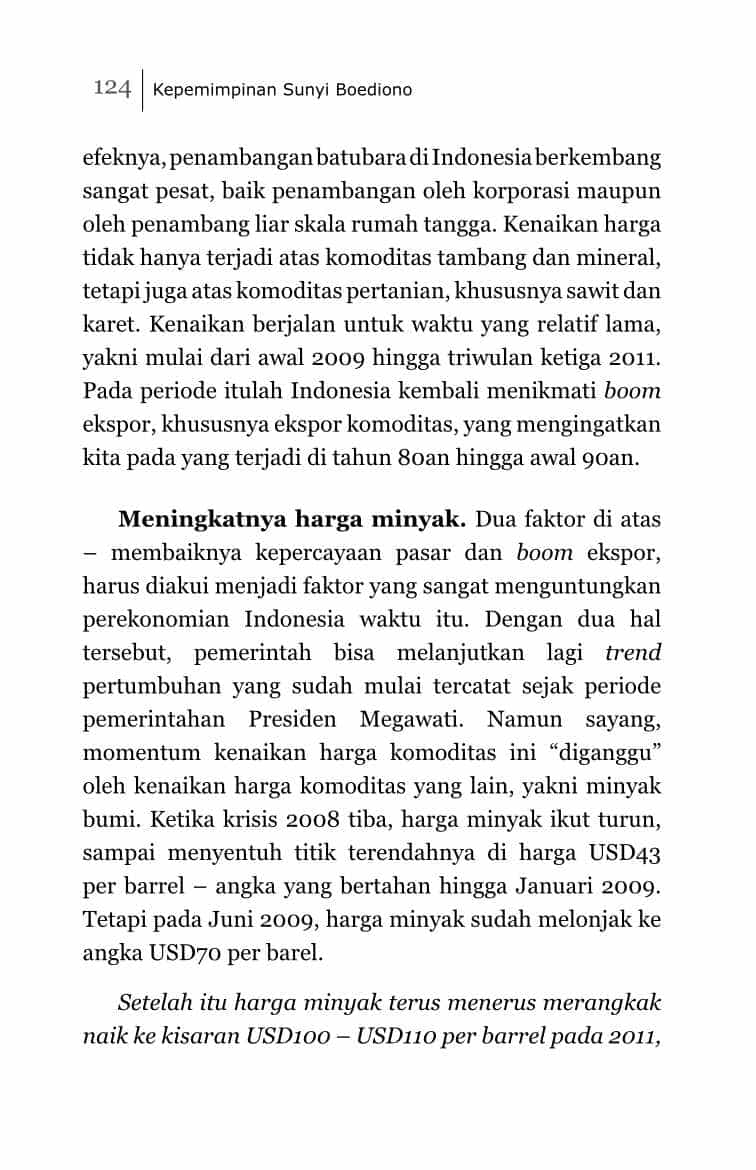 124 Kepemimpinan Sunyi Boediono
efeknya, penambangan batubara di Indonesia berkembang
sangat pesat, baik penambangan oleh korporasi maupun
oleh penambang liar skala rumah tangga. Kenaikan harga
tidak hanya terjadi atas komoditas tambang dan mineral,
tetapi juga atas komoditas pertanian, khususnya sawit dan
karet. Kenaikan berjalan untuk waktu yang relatif lama,
yakni mulai dari awal 2009 hingga triwulan ketiga 2011.
Pada periode itulah Indonesia kembali menikmati boom
ekspor, khususnya ekspor komoditas, yang mengingatkan
kita pada yang terjadi di tahun 80an hingga awal 90an.
Meningkatnya harga minyak. Dua faktor di atas
– membaiknya kepercayaan pasar dan boom ekspor,
harus diakui menjadi faktor yang sangat menguntungkan
perekonomian Indonesia waktu itu. Dengan dua hal
tersebut, pemerintah bisa melanjutkan lagi trend
pertumbuhan yang sudah mulai tercatat sejak periode
pemerintahan Presiden Megawati. Namun sayang,
momentum kenaikan harga komoditas ini “diganggu”
oleh kenaikan harga komoditas yang lain, yakni minyak
bumi. Ketika krisis 2008 tiba, harga minyak ikut turun,
sampai menyentuh titik terendahnya di harga USD43
per barrel – angka yang bertahan hingga Januari 2009.
Tetapi pada Juni 2009, harga minyak sudah melonjak ke
angka USD70 per barel.
Setelah itu harga minyak terus menerus merangkak
naik ke kisaran USD100 – USD110 per barrel pada 2011,